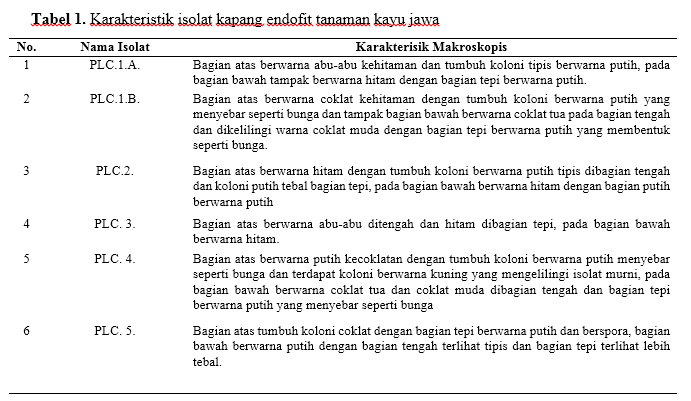 Tabel 1. Karakteristik isolat kapang endofit tanaman kayu jawa
No. Nama Isolat Karakterisik Makroskopis
1 PLC.1.A. Bagian atas berwarna abu-abu kehitaman dan tumbuh koloni tipis berwarna putih, pada
bagian bawah tampak berwarna hitam dengan bagian tepi berwarna putih.
2 PLC.1.B. Bagian atas berwarna coklat kehitaman dengan tumbuh koloni berwarna putih yang
menyebar seperti bunga dan tampak bagian bawah berwarna coklat tua pada bagian tengah
dan dikelilingi warna coklat muda dengan bagian tepi berwarna putih yang membentuk
seperti bunga.
3 PLC.2. Bagian atas berwarna hitam dengan tumbuh koloni berwarna putih tipis dibagian tengah
dan koloni putih tebal bagian tepi, pada bagian bawah berwarna hitam dengan bagian putih
berwarna putih
4 PLC. 3. Bagian atas berwarna abu-abu ditengah dan hitam dibagian tepi, pada bagian bawah
berwarna hitam.
5 PLC. 4. Bagian atas berwarna putih kecoklatan dengan tumbuh koloni berwarna putih menyebar
seperti bunga dan terdapat koloni berwarna kuning yang mengelilingi isolat murni, pada
bagian bawah berwarna coklat tua dan coklat muda dibagian tengah dan bagian tepi
berwarna putih yang menyebar seperti bunga
6 PLC. 5. Bagian atas tumbuh koloni coklat dengan bagian tepi berwarna putih dan berspora, bagian
bawah berwarna putih dengan bagian tengah terlihat tipis dan bagian tepi terlihat lebih
tebal.